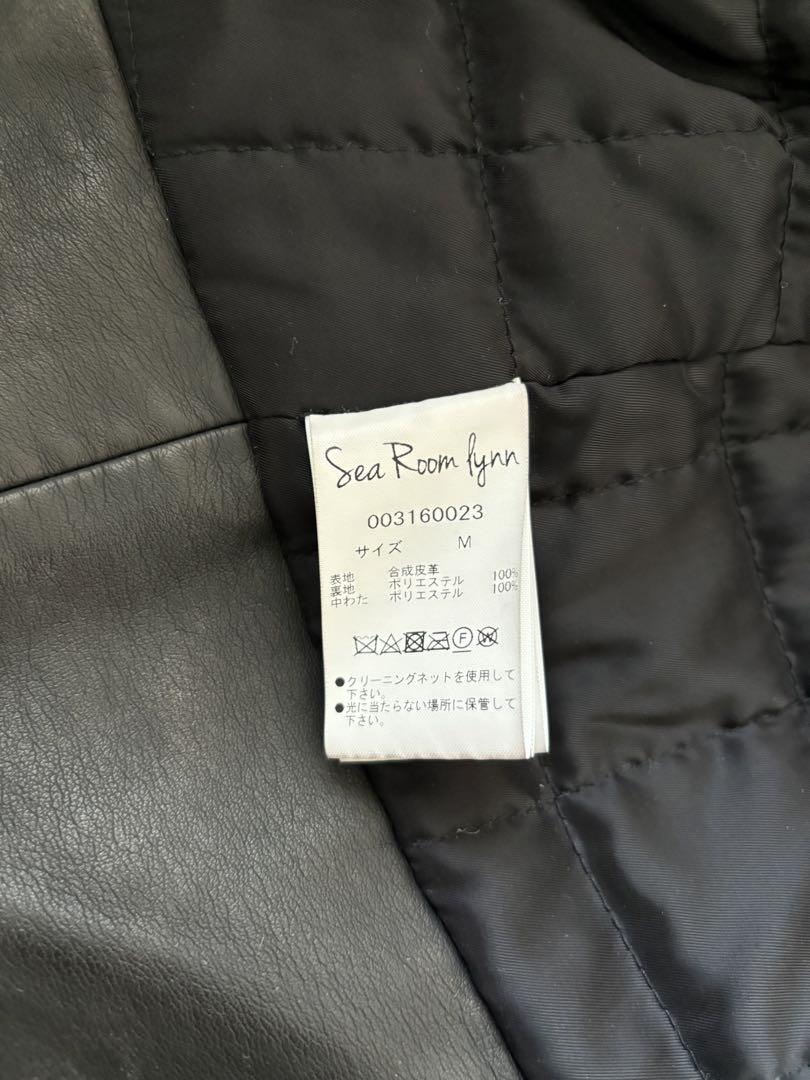 Sea Room lynn
003160023
サイズ M
表地 合成皮革
裏地 ポリエステル 100%
中わた ポリエステル 100%
F W
●クリーニングネットを使用して
下さい。
●光に当たらない場所に保管して
下さい。